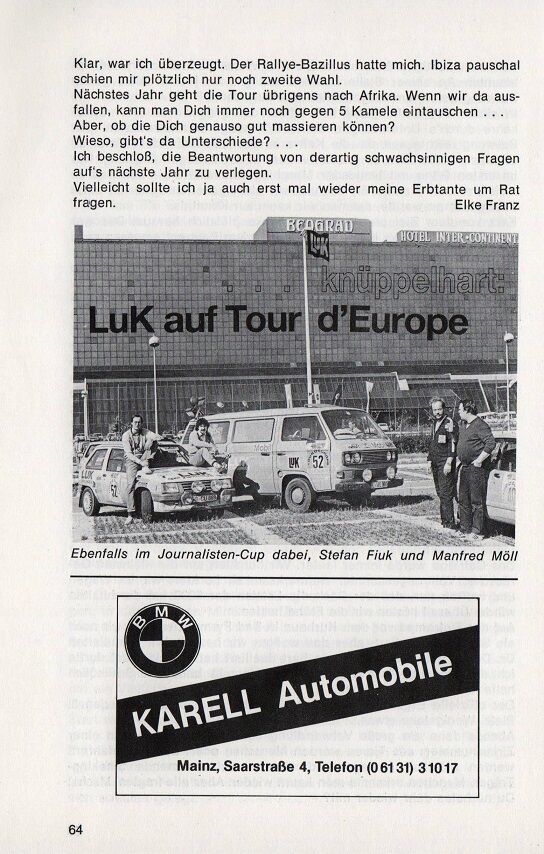 Klar, war ich überzeugt. Der Rallye-Bazillus hatte mich. Ibiza pauschal
schien mir plötzlich nur noch zweite Wahl.
Nächstes Jahr geht die Tour übrigens nach Afrika. Wenn wir da aus-
fallen, kann man Dich immer noch gegen 5 Kamele eintauschen . . .
Aber, ob die Dich genauso gut massieren können?
Wieso, gibt's da Unterschiede? . . .
Ich beschloß, die Beantwortung von derartig schwachsinnigen Fragen
auf's nächste Jahr zu verlegen.
Vielleicht sollte ich ja auch erst mal wieder meine Erbtante um Rat
fragen. Elke Franz
BEOGRAD
HOTEL INTER-CONTINENT
LuK
. . . knüppelhart:
LuK auf Tour d'Europe
LUK
52
LUK
52
Ebenfalls im Journalisten-Cup dabei, Stefan Fiuk und Manfred Möll
BMW
KARELL Automobile
Mainz, Saarstraße 4, Telefon (0 61 31) 3 10 17
64